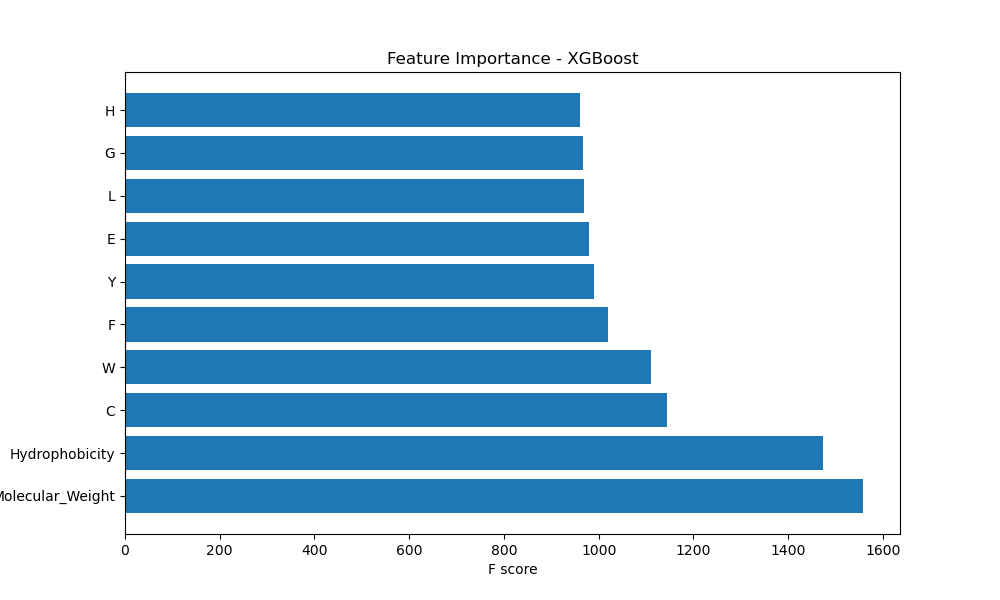 Feature Importance - XGBoost
H
G
L
E
Y
F
W
C
Hydrophobicity
Molecular_Weight
0 200 400 600 800 1000 1200 1400 1600
F score